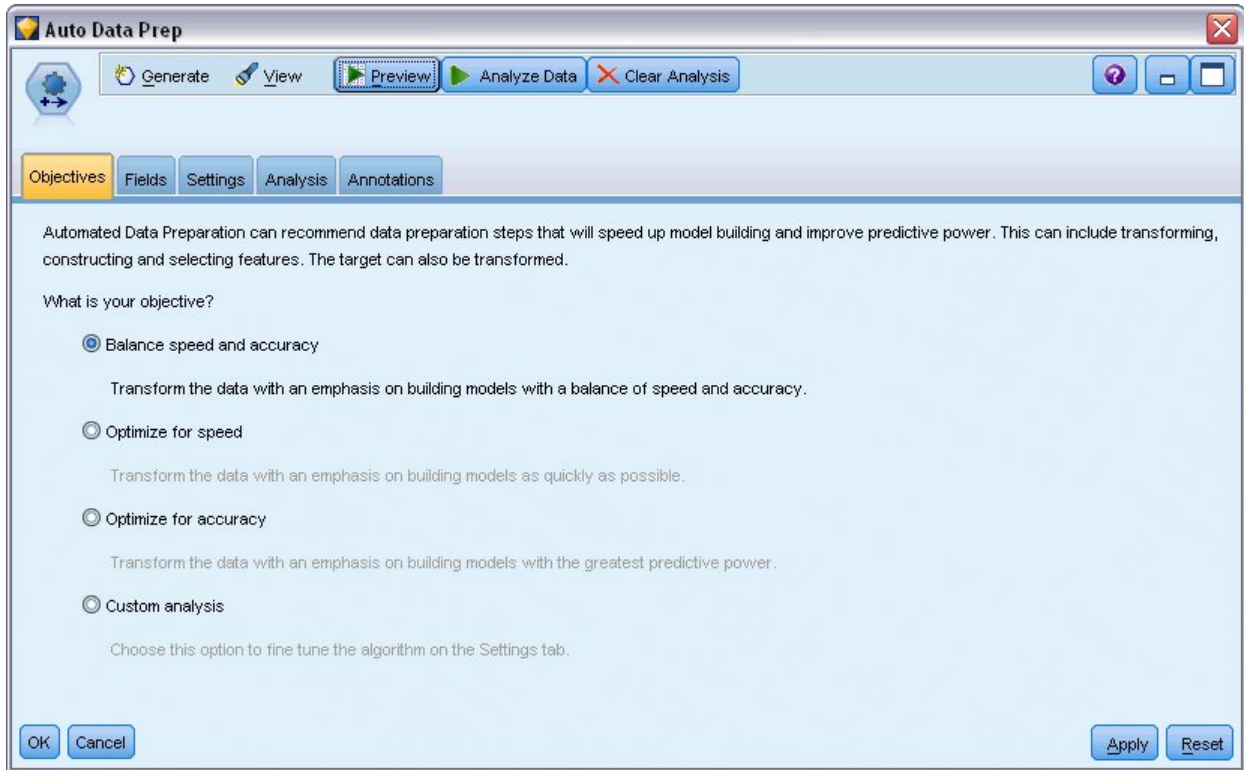 Auto Data Prep
Generate View Preview Analyze Data Clear Analysis ?
Objectives Fields Settings Analysis Annotations
Automated Data Preparation can recommend data preparation steps that will speed up model building and improve predictive power. This can include transforming,
constructing and selecting features. The target can also be transformed.
What is your objective?
Balance speed and accuracy
Transform the data with an emphasis on building models with a balance of speed and accuracy.
Optimize for speed
Transform the data with an emphasis on building models as quickly as possible.
Optimize for accuracy
Transform the data with an emphasis on building models with the greatest predictive power.
Custom analysis
Choose this option to fine tune the algorithm on the Settings tab.
OK Cancel Apply Reset